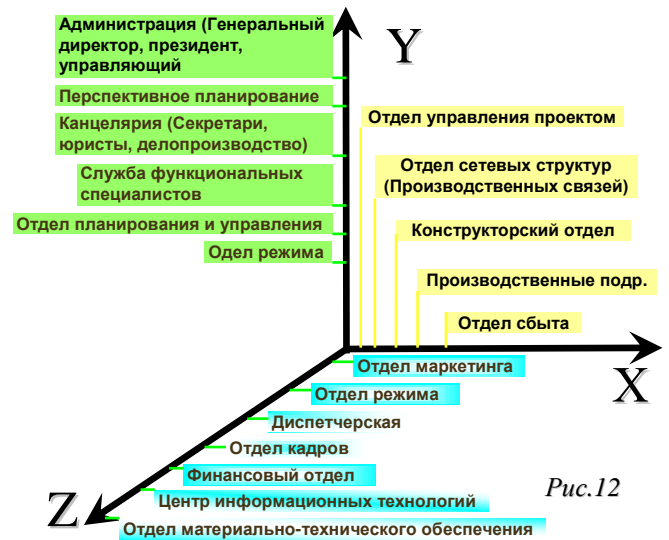 Администрация (Генеральный
директор, президент,
управляющий
Y
Перспективное планирование
Канцелярия (Секретари,
юристы, делопроизводство)
Служба функциональных
специалистов
Отдел планирования и управления
Одел режима
Отдел управления проектом
Отдел сетевых структур
(Производственных связей)
Конструкторский отдел
Производственные подр.
Отдел сбыта
X
Отдел маркетинга
Отдел режима
Диспетчерская
Отдел кадров
Финансовый отдел
Центр информационных технологий
Отдел материально-технического обеспечения
Z
Рис.12